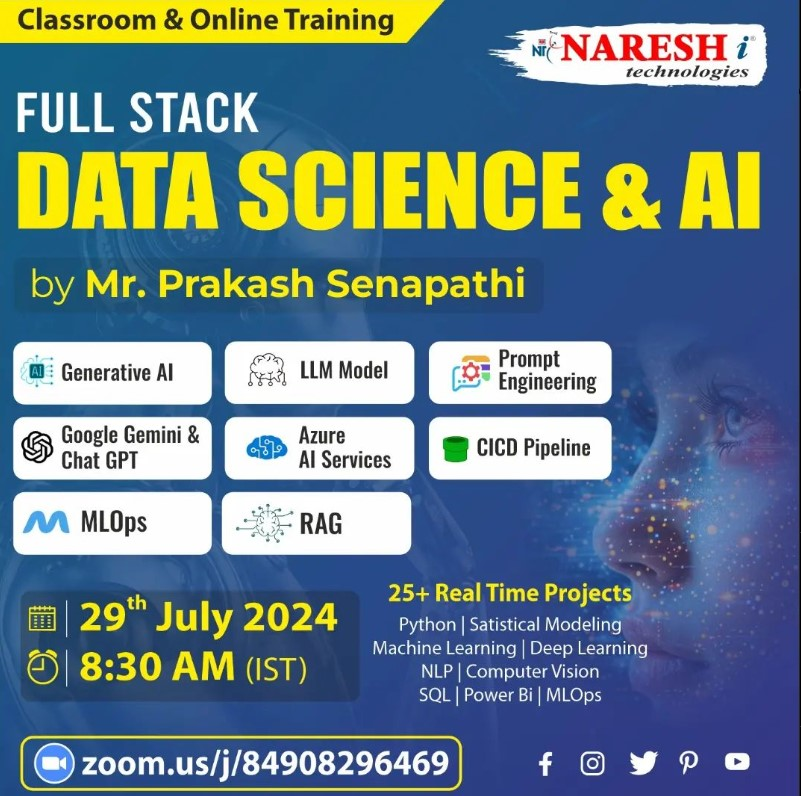 Classroom & Online Training
NT NARESH i
technologies
FULL STACK
DATA SCIENCE & AI
by Mr. Prakash Senapathi
AI Generative AI
LLM Model
Prompt
Engineering
Google Gemini &
Chat GPT
Azure
AI Services
CICD Pipeline
MLOps
RAG
29th July 2024
8:30 AM (IST)
25+ Real Time Projects
Python | Satistical Modeling
Machine Learning | Deep Learning
NLP | Computer Vision
SQL | Power Bi | MLOps
zoom.us/j/84908296469